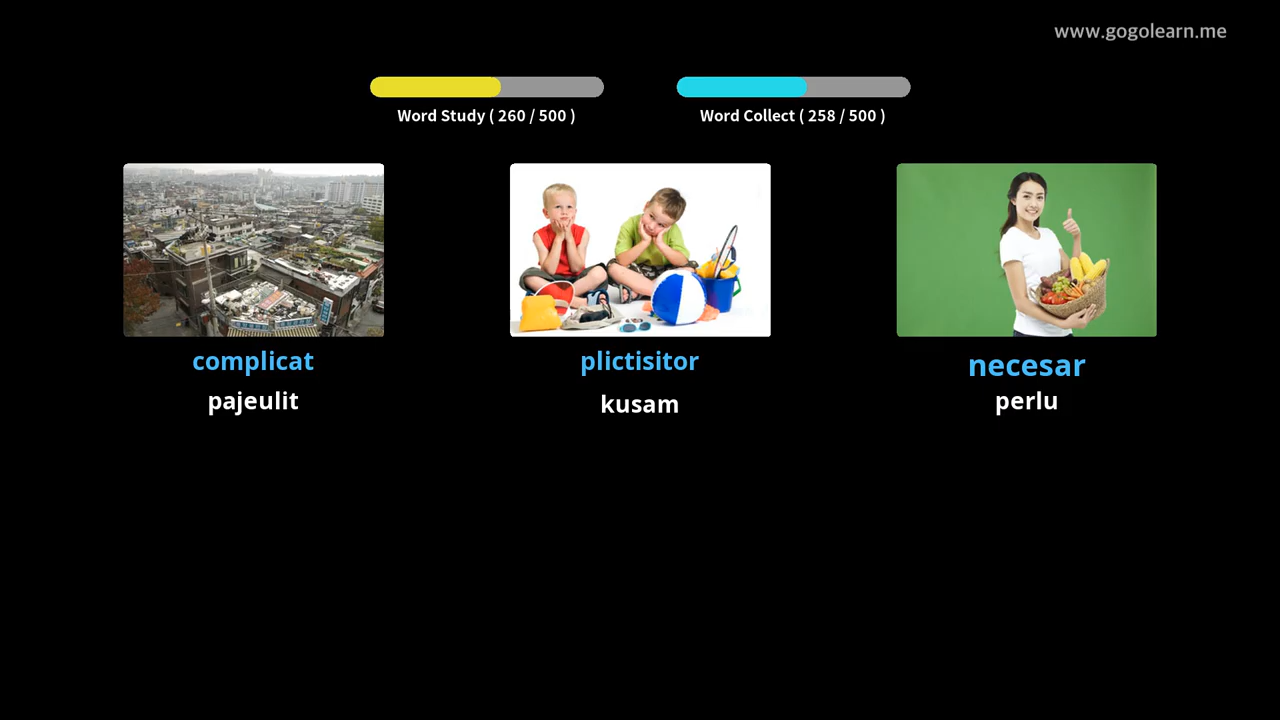 www.gogolearn.me
Word Study ( 260 / 500 )
Word Collect ( 258 / 500 )
complicat
plictisitor
necesar
pajeulit
kusam
perlu